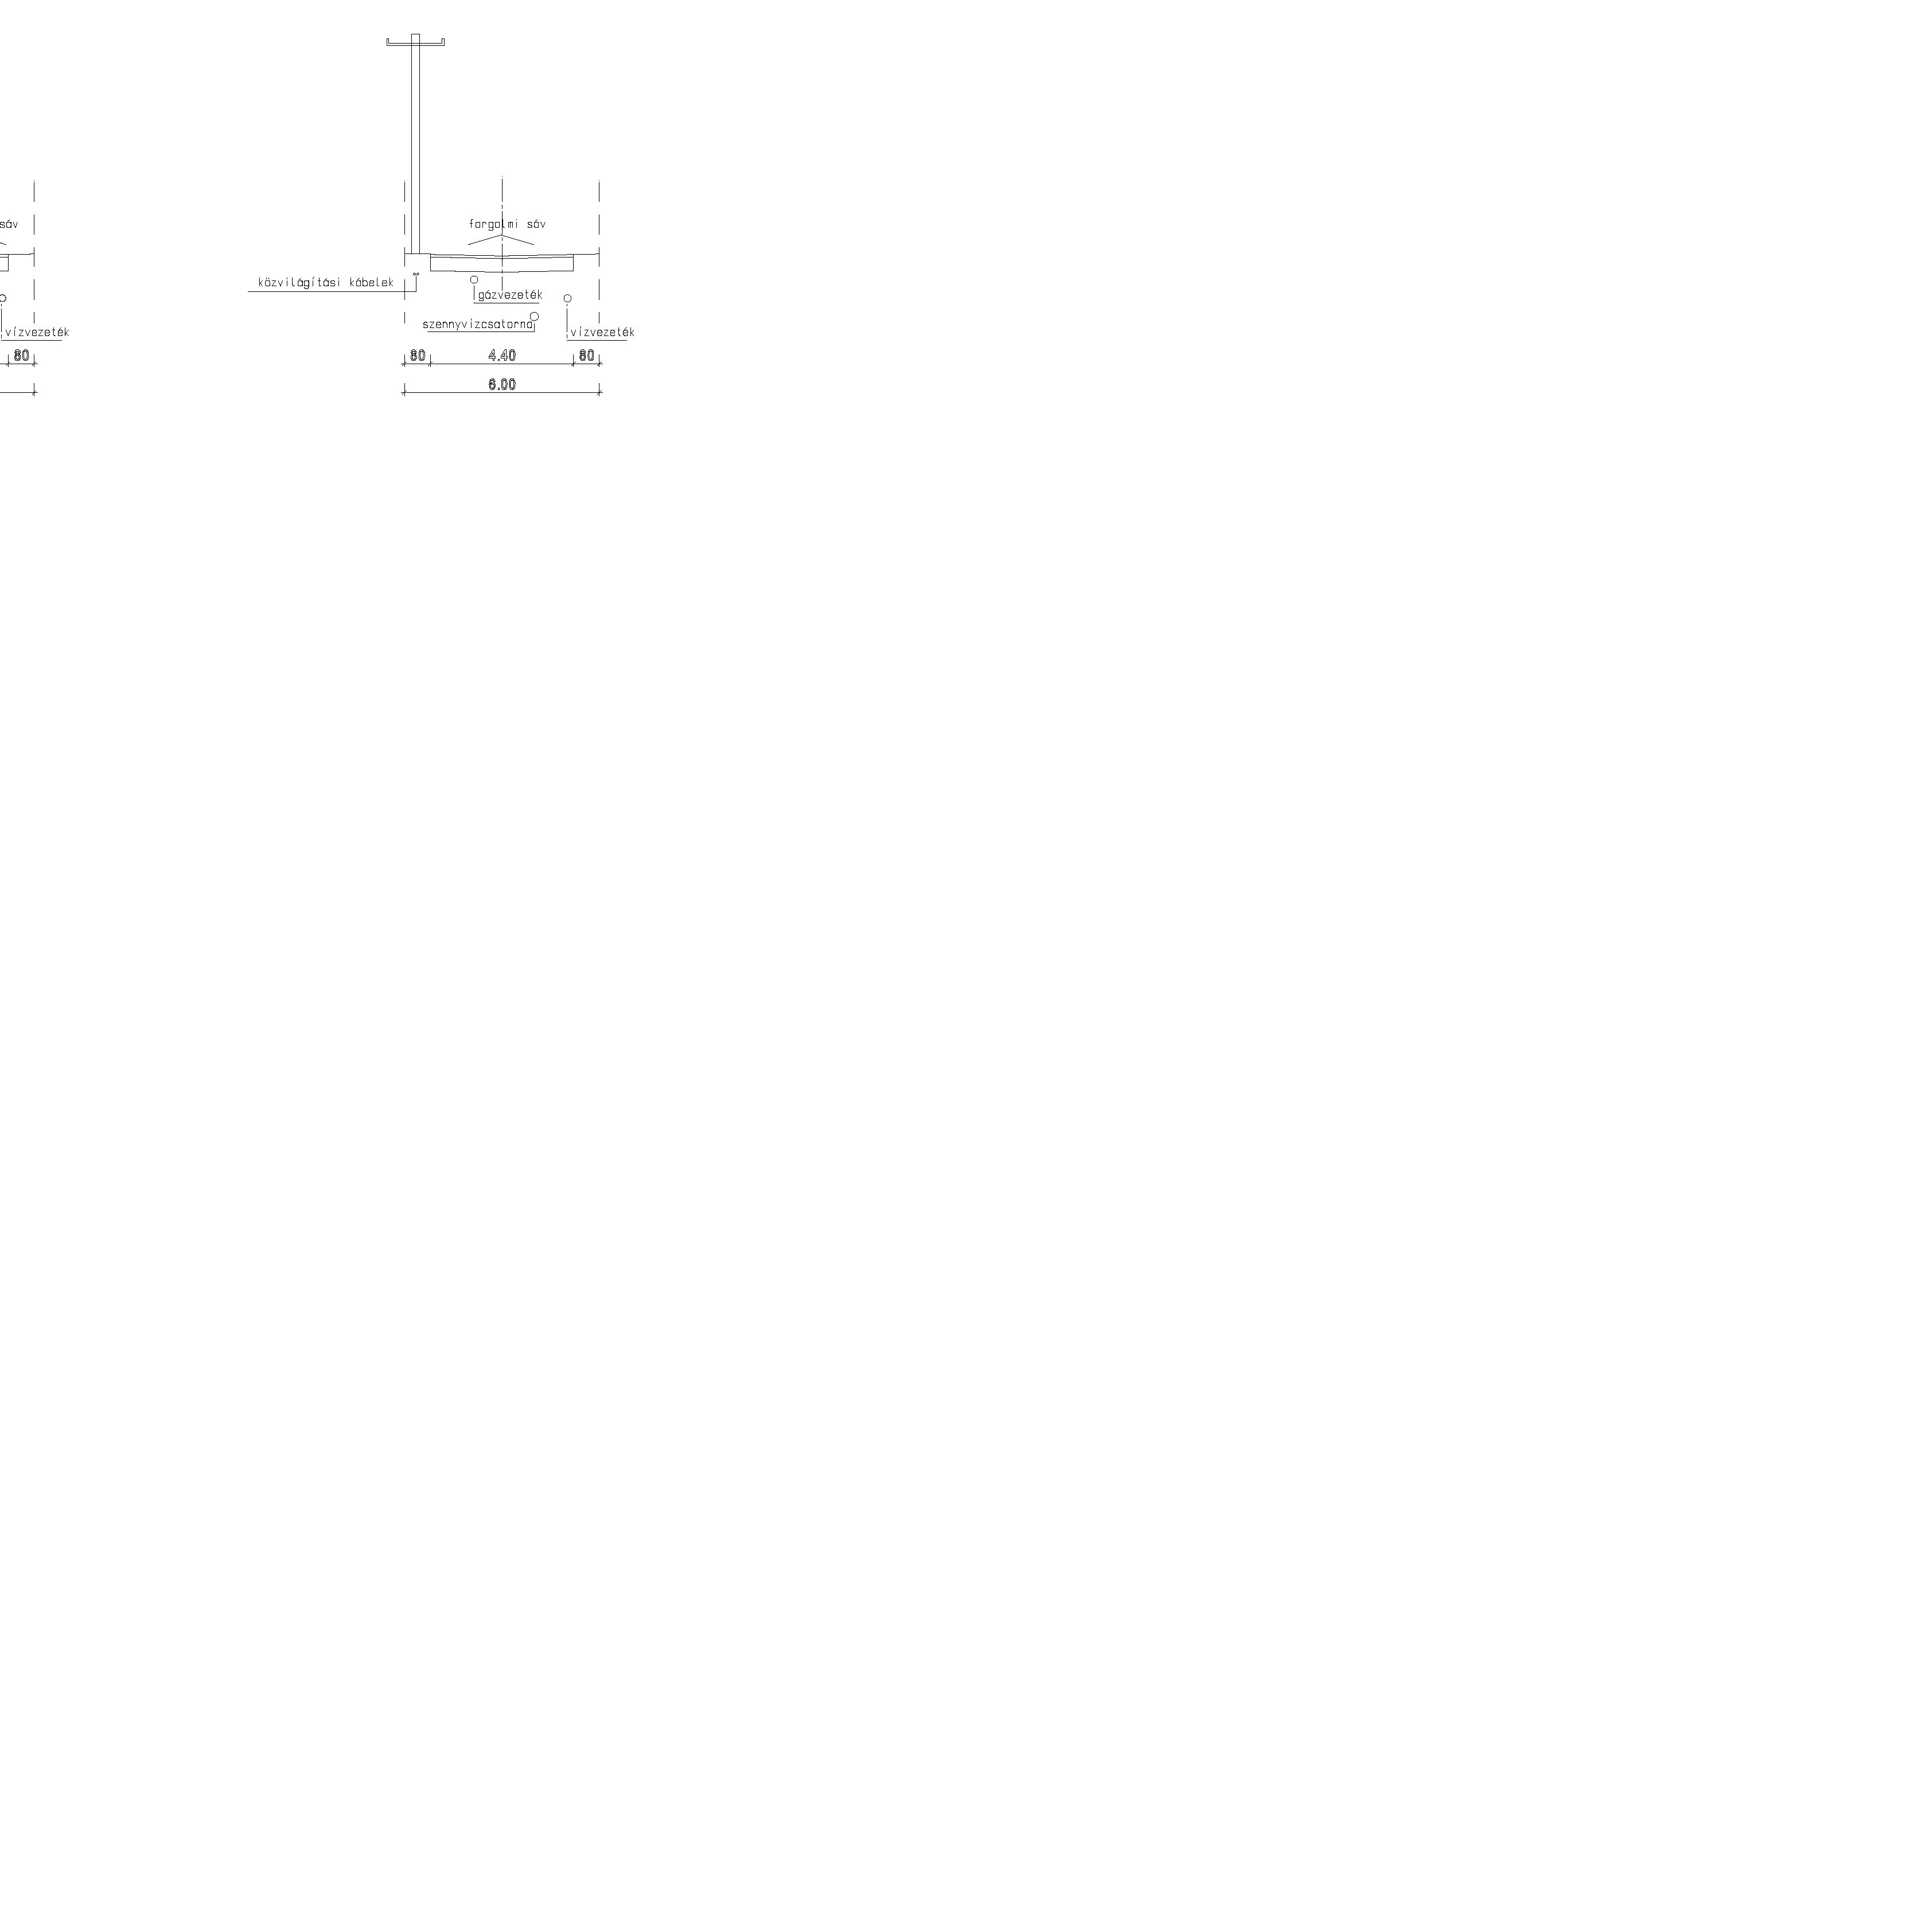 sáv
vízvezeték
80
forgalmi sáv
közvilágítási kábelek
gázvezeték
szennyvízcsatorna
vízvezeték
80
4.40
80
6.00